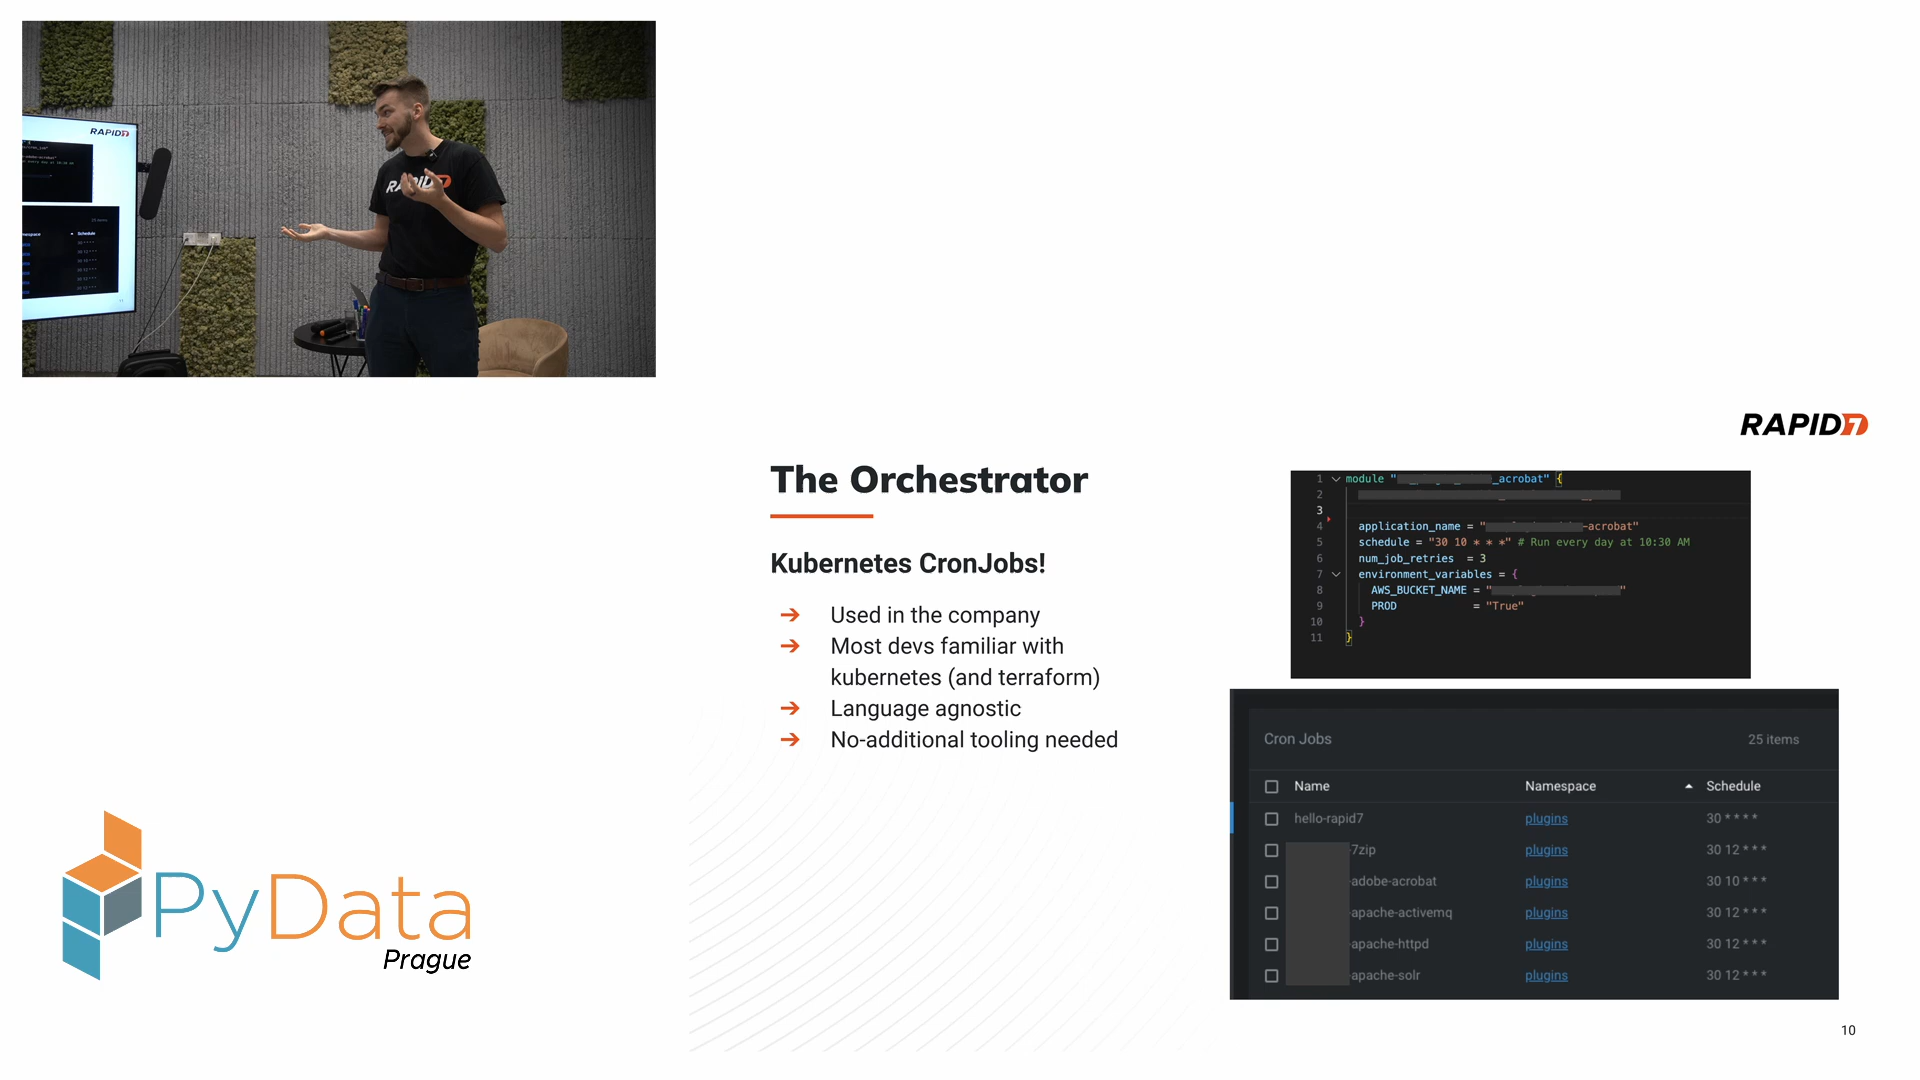 RAPID7
RAPID7
Schedule
RAPID7
The Orchestrator
Kubernetes CronJobs!
➔ Used in the company
➔ Most devs familiar with
kubernetes (and terraform)
➔ Language agnostic
➔ No-additional tooling needed
1 module " _acrobat" {
2
3
4 application_name = " -acrobat"
5 schedule = "30 10 * * *" # Run every day at 10:30 AM
6 num_job_retries = 3
7 environment_variables = {
8 AWS_BUCKET_NAME = " "
9 PROD = "True"
10 }
11 }
Cron Jobs 25 items
Name Namespace Schedule
hello-rapid7 plugins 30 * * * *
-7zip plugins 30 12 * * *
-adobe-acrobat plugins 30 10 * * *
-apache-activemq plugins 30 12 * * *
-apache-httpd plugins 30 12 * * *
-apache-solr plugins 30 12 * * *
PyData
Prague
10